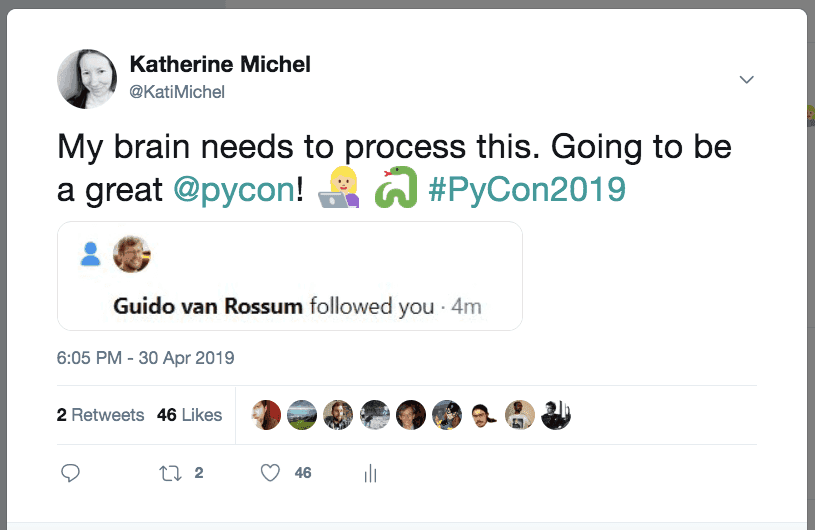 Katherine Michel
@KatiMichel
My brain needs to process this. Going to be
a great @pycon! 👩🏼‍💻 🐍 #PyCon2019
Guido van Rossum followed you · 4m
6:05 PM - 30 Apr 2019
2 Retweets 46 Likes
2 46